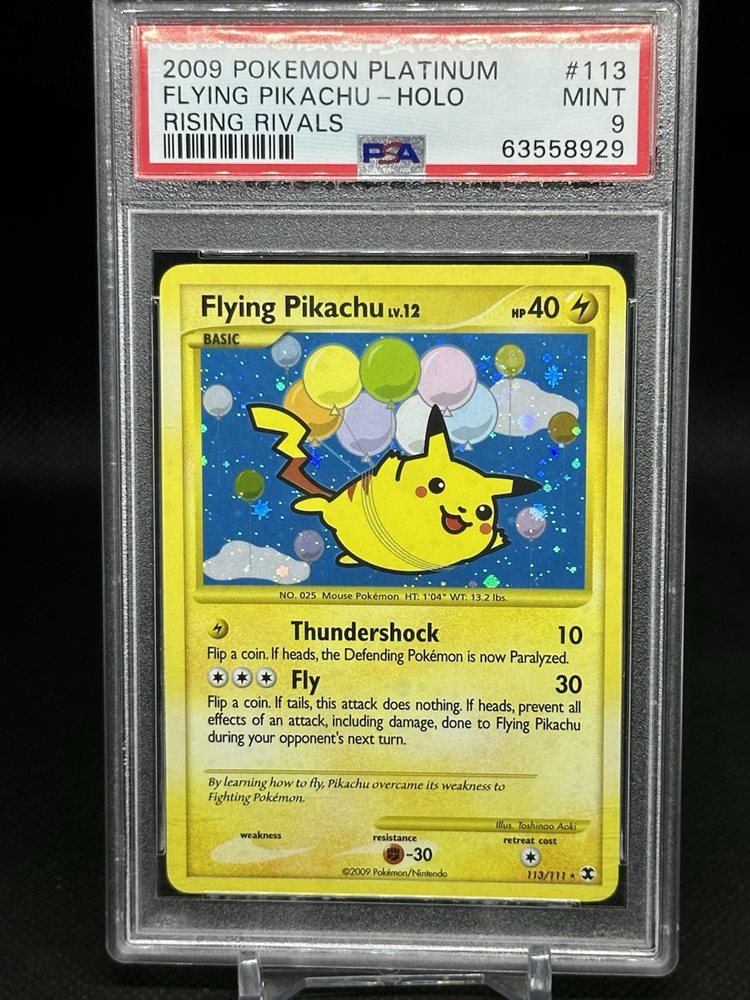 2009 POKEMON PLATINUM #113
FLYING PIKACHU - HOLO MINT
RISING RIVALS 9
PSA 63558929
Flying Pikachu LV.12 HP 40
BASIC
NO. 025 Mouse Pokémon HT: 1'04" WT: 13.2 lbs.
Thundershock 10
Flip a coin. If heads, the Defending Pokémon is now Paralyzed.
Fly 30
Flip a coin. If tails, this attack does nothing. If heads, prevent all
effects of an attack, including damage, done to Flying Pikachu
during your opponent's next turn.
By learning how to fly, Pikachu overcame its weakness to
Fighting Pokémon.
Illus. Toshinao Aoki
weakness resistance retreat cost
-30
©2009 Pokémon/Nintendo 113/111